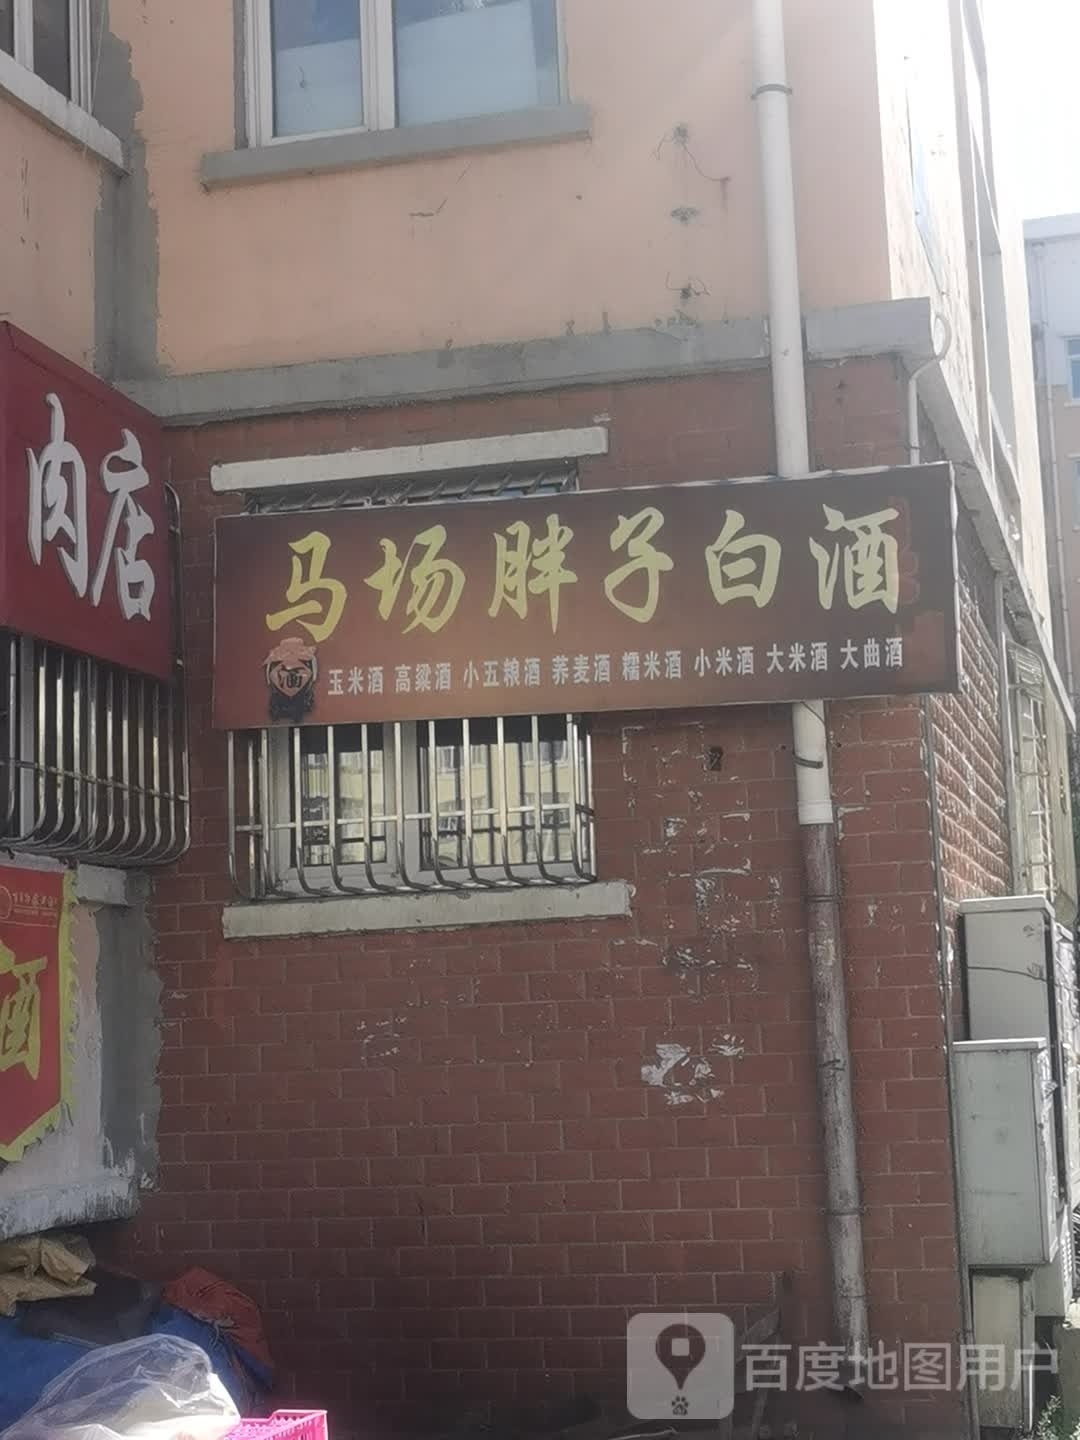 肉店
马场胖子白酒
酒
玉米酒 高粱酒 小五粮酒 荞麦酒 糯米酒 小米酒 大米酒 大曲酒
酒
百度地图用户